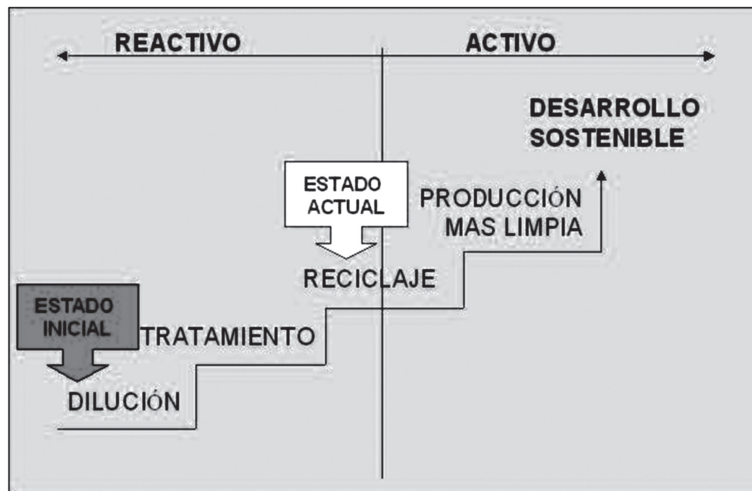 REACTIVO
ACTIVO
DESARROLLO
SOSTENIBLE
ESTADO
ACTUAL
PRODUCCIÓN
MAS LIMPIA
RECICLAJE
ESTADO
INICIAL
TRATAMIENTO
DILUCIÓN